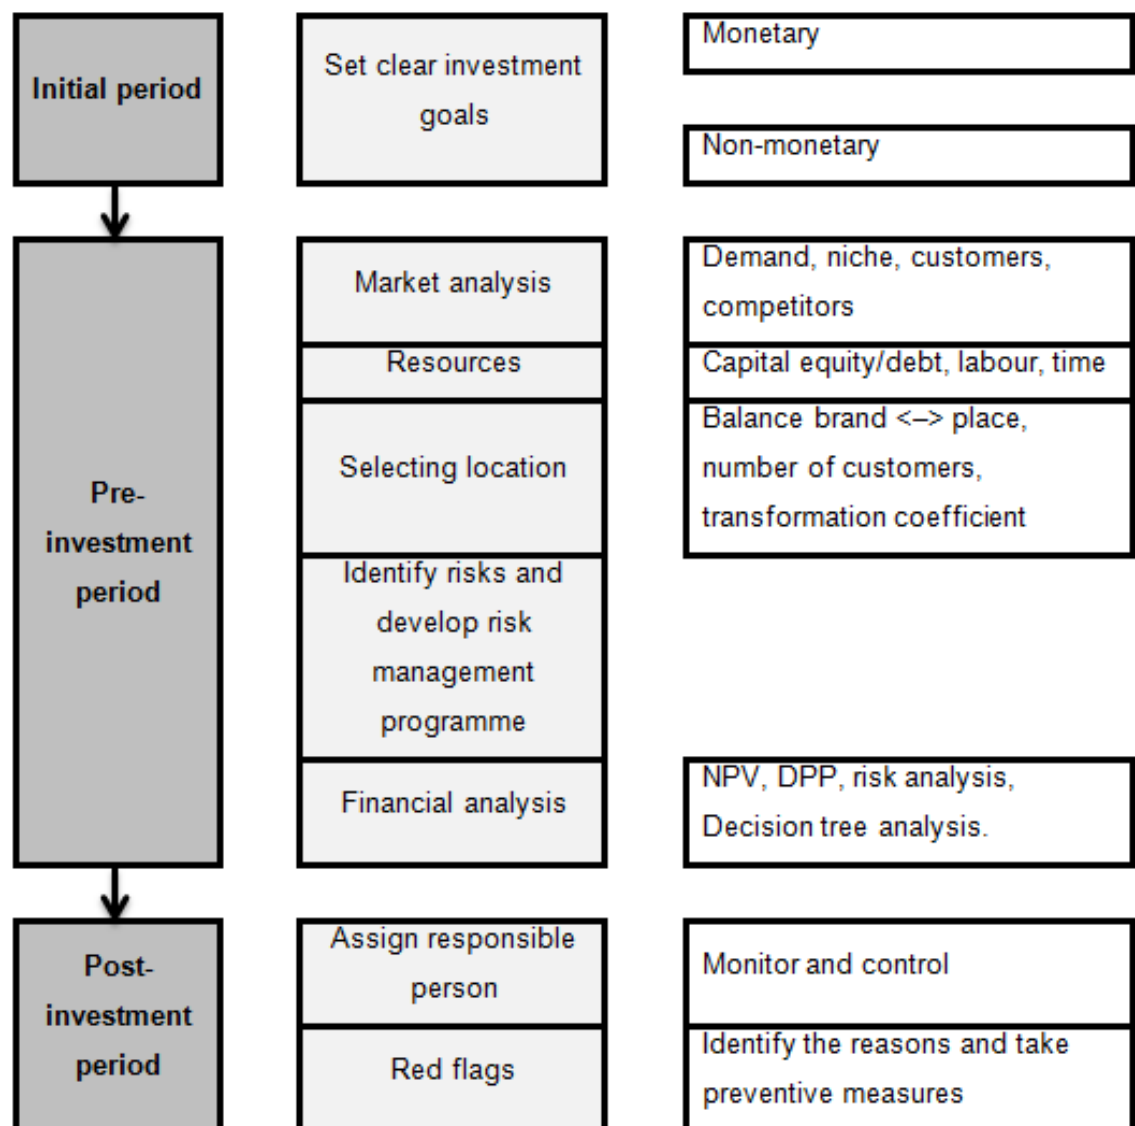 Initial period
Set clear investment
goals
Monetary
Non-monetary
Pre-
investment
period
Market analysis
Demand, niche, customers,
competitors
Resources
Capital equity/debt, labour, time
Selecting location
Balance brand <–> place,
number of customers,
transformation coefficient
Identify risks and
develop risk
management
programme
Financial analysis
NPV, DPP, risk analysis,
Decision tree analysis.
Post-
investment
period
Assign responsible
person
Monitor and control
Red flags
Identify the reasons and take
preventive measures